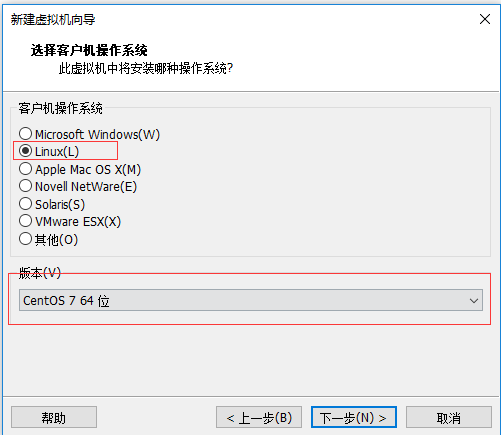 新建虚拟机向导
选择客户机操作系统
此虚拟机中将安装哪种操作系统?
客户机操作系统
Microsoft Windows(W)
Linux(L)
Apple Mac OS X(M)
Novell NetWare(E)
Solaris(S)
VMware ESX(X)
其他(O)
版本(V)
CentOS 7 64 位
帮助
< 上一步(B)
下一步(N) >
取消